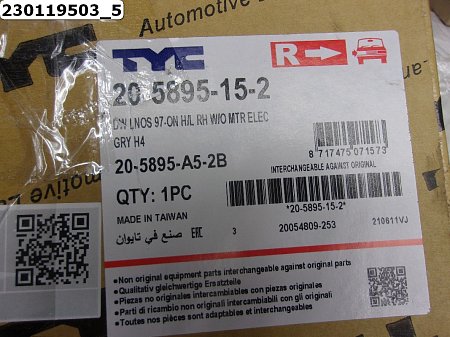 230119503_5
Automotive L
TYC
R
20-5895-15-2
DW LNOS 97-ON H/L RH W/O MTR ELEC
GRY H4
8 717475 071573
20-5895-A5-2B
INTERCHANGEABLE AGAINST ORIGINAL
QTY: 1PC
*20-5895-15-2*
MADE IN TAIWAN
صنع في تايوان EAC
3 20054809-253 210611VJ
•Non original equipment parts interchangeable against original parts
•Qualitativ gleichwertige Ersatzteile
•Piezas no originales intercambiables con piezas originales
•Parti di ricambio non originali intercambiabili con gli originali
•Toutes nos pièces sont adaptables et interchangeables